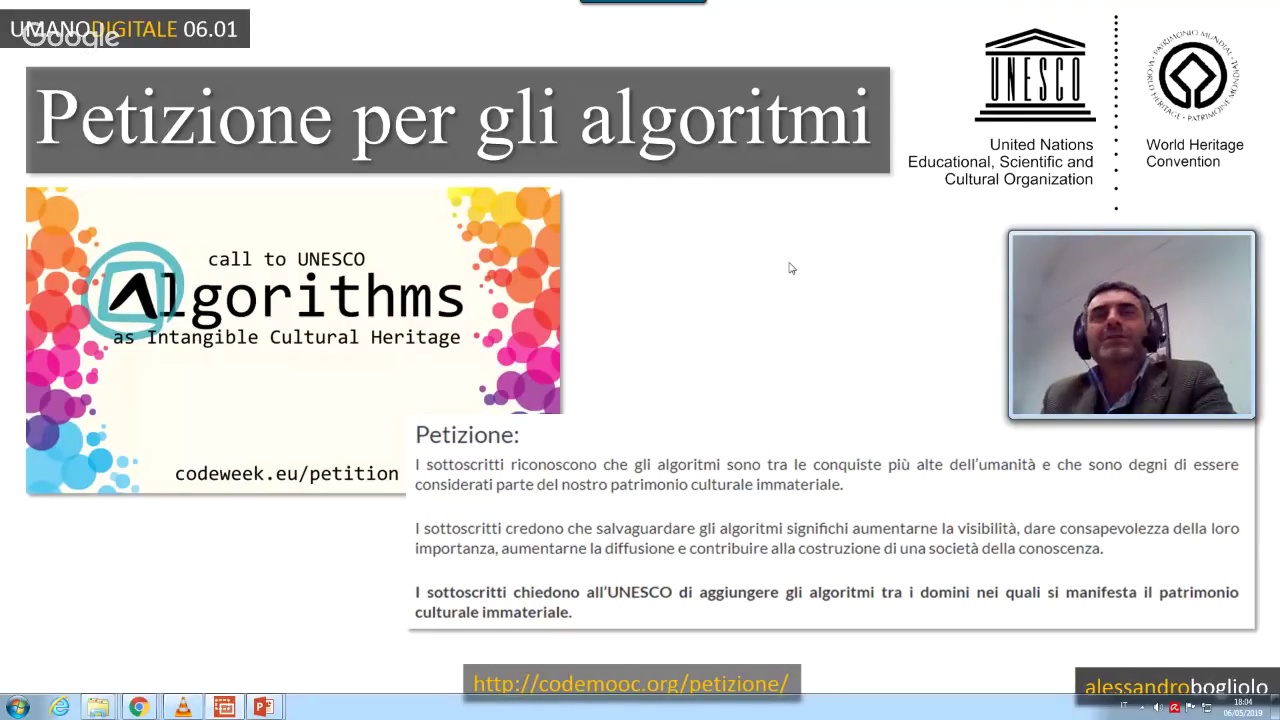 UMANODIGITALE 06.01
Google
Petizione per gli algoritmi
UNESCO
United Nations
Educational, Scientific and
Cultural Organization
WORLD HERITAGE • PATRIMOINE MONDIAL • PATRIMONIO MUNDIAL •
World Heritage
Convention
call to UNESCO
Algorithms
as Intangible Cultural Heritage
codeweek.eu/petition
Petizione:
I sottoscritti riconoscono che gli algoritmi sono tra le conquiste più alte dell'umanità e che sono degni di essere
considerati parte del nostro patrimonio culturale immateriale.
I sottoscritti credono che salvaguardare gli algoritmi significhi aumentarne la visibilità, dare consapevolezza della loro
importanza, aumentarne la diffusione e contribuire alla costruzione di una società della conoscenza.
I sottoscritti chiedono all'UNESCO di aggiungere gli algoritmi tra i domini nei quali si manifesta il patrimonio
culturale immateriale.
http://codemooc.org/petizione/
alessandrobogliolo
IT
18:04
06/05/2019